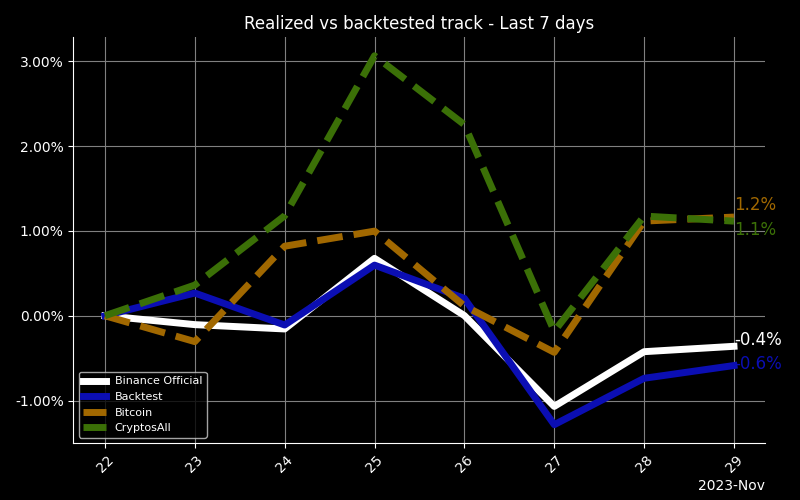 Realized vs backtested track - Last 7 days
3.00%
2.00%
1.00%
0.00%
-1.00%
1.2%
1.1%
-0.4%
-0.6%
Binance Official
Backtest
Bitcoin
CryptosAll
22
23
24
25
26
27
28
29
2023-Nov